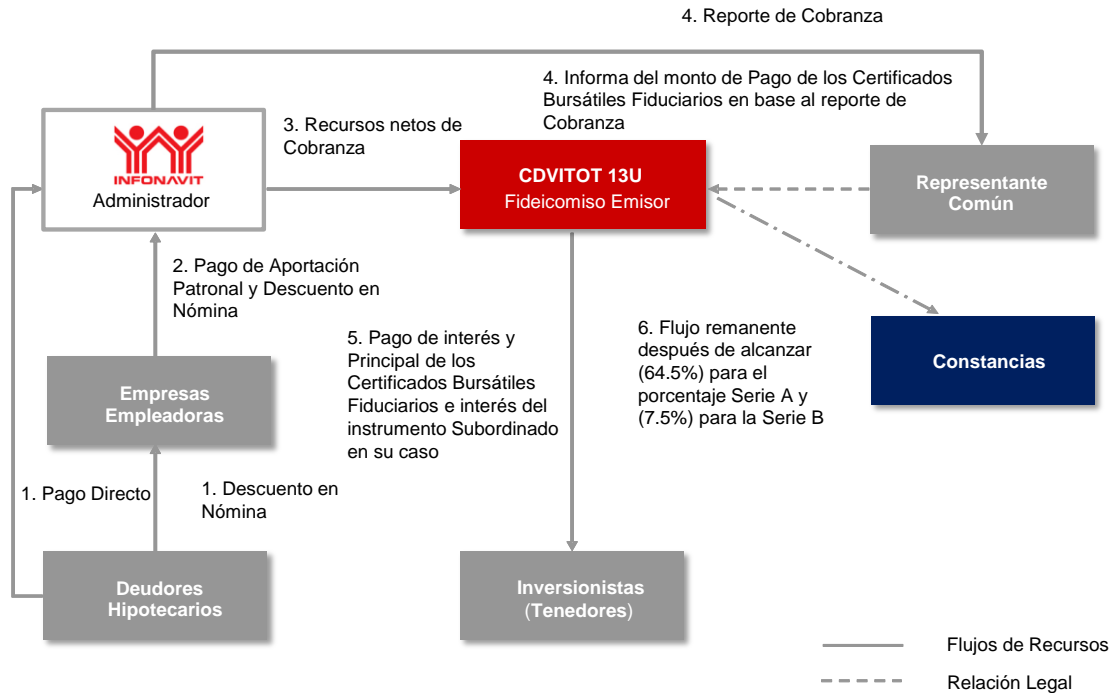 4. Reporte de Cobranza
4. Informa del monto de Pago de los Certificados
Bursátiles Fiduciarios en base al reporte de
Cobranza
3. Recursos netos de
Cobranza
INFONAVIT
Administrador
CDVITOT 13U
Fideicomiso Emisor
Representante
Común
2. Pago de Aportación
Patronal y Descuento en
Nómina
5. Pago de interés y
Principal de los
Certificados Bursátiles
Fiduciarios e interés del
instrumento Subordinado
en su caso
6. Flujo remanente
después de alcanzar
(64.5%) para el
porcentaje Serie A y
(7.5%) para la Serie B
Constancias
Empresas
Empleadoras
1. Pago Directo
1. Descuento en
Nómina
Deudores
Hipotecarios
Inversionistas
(Tenedores)
Flujos de Recursos
Relación Legal